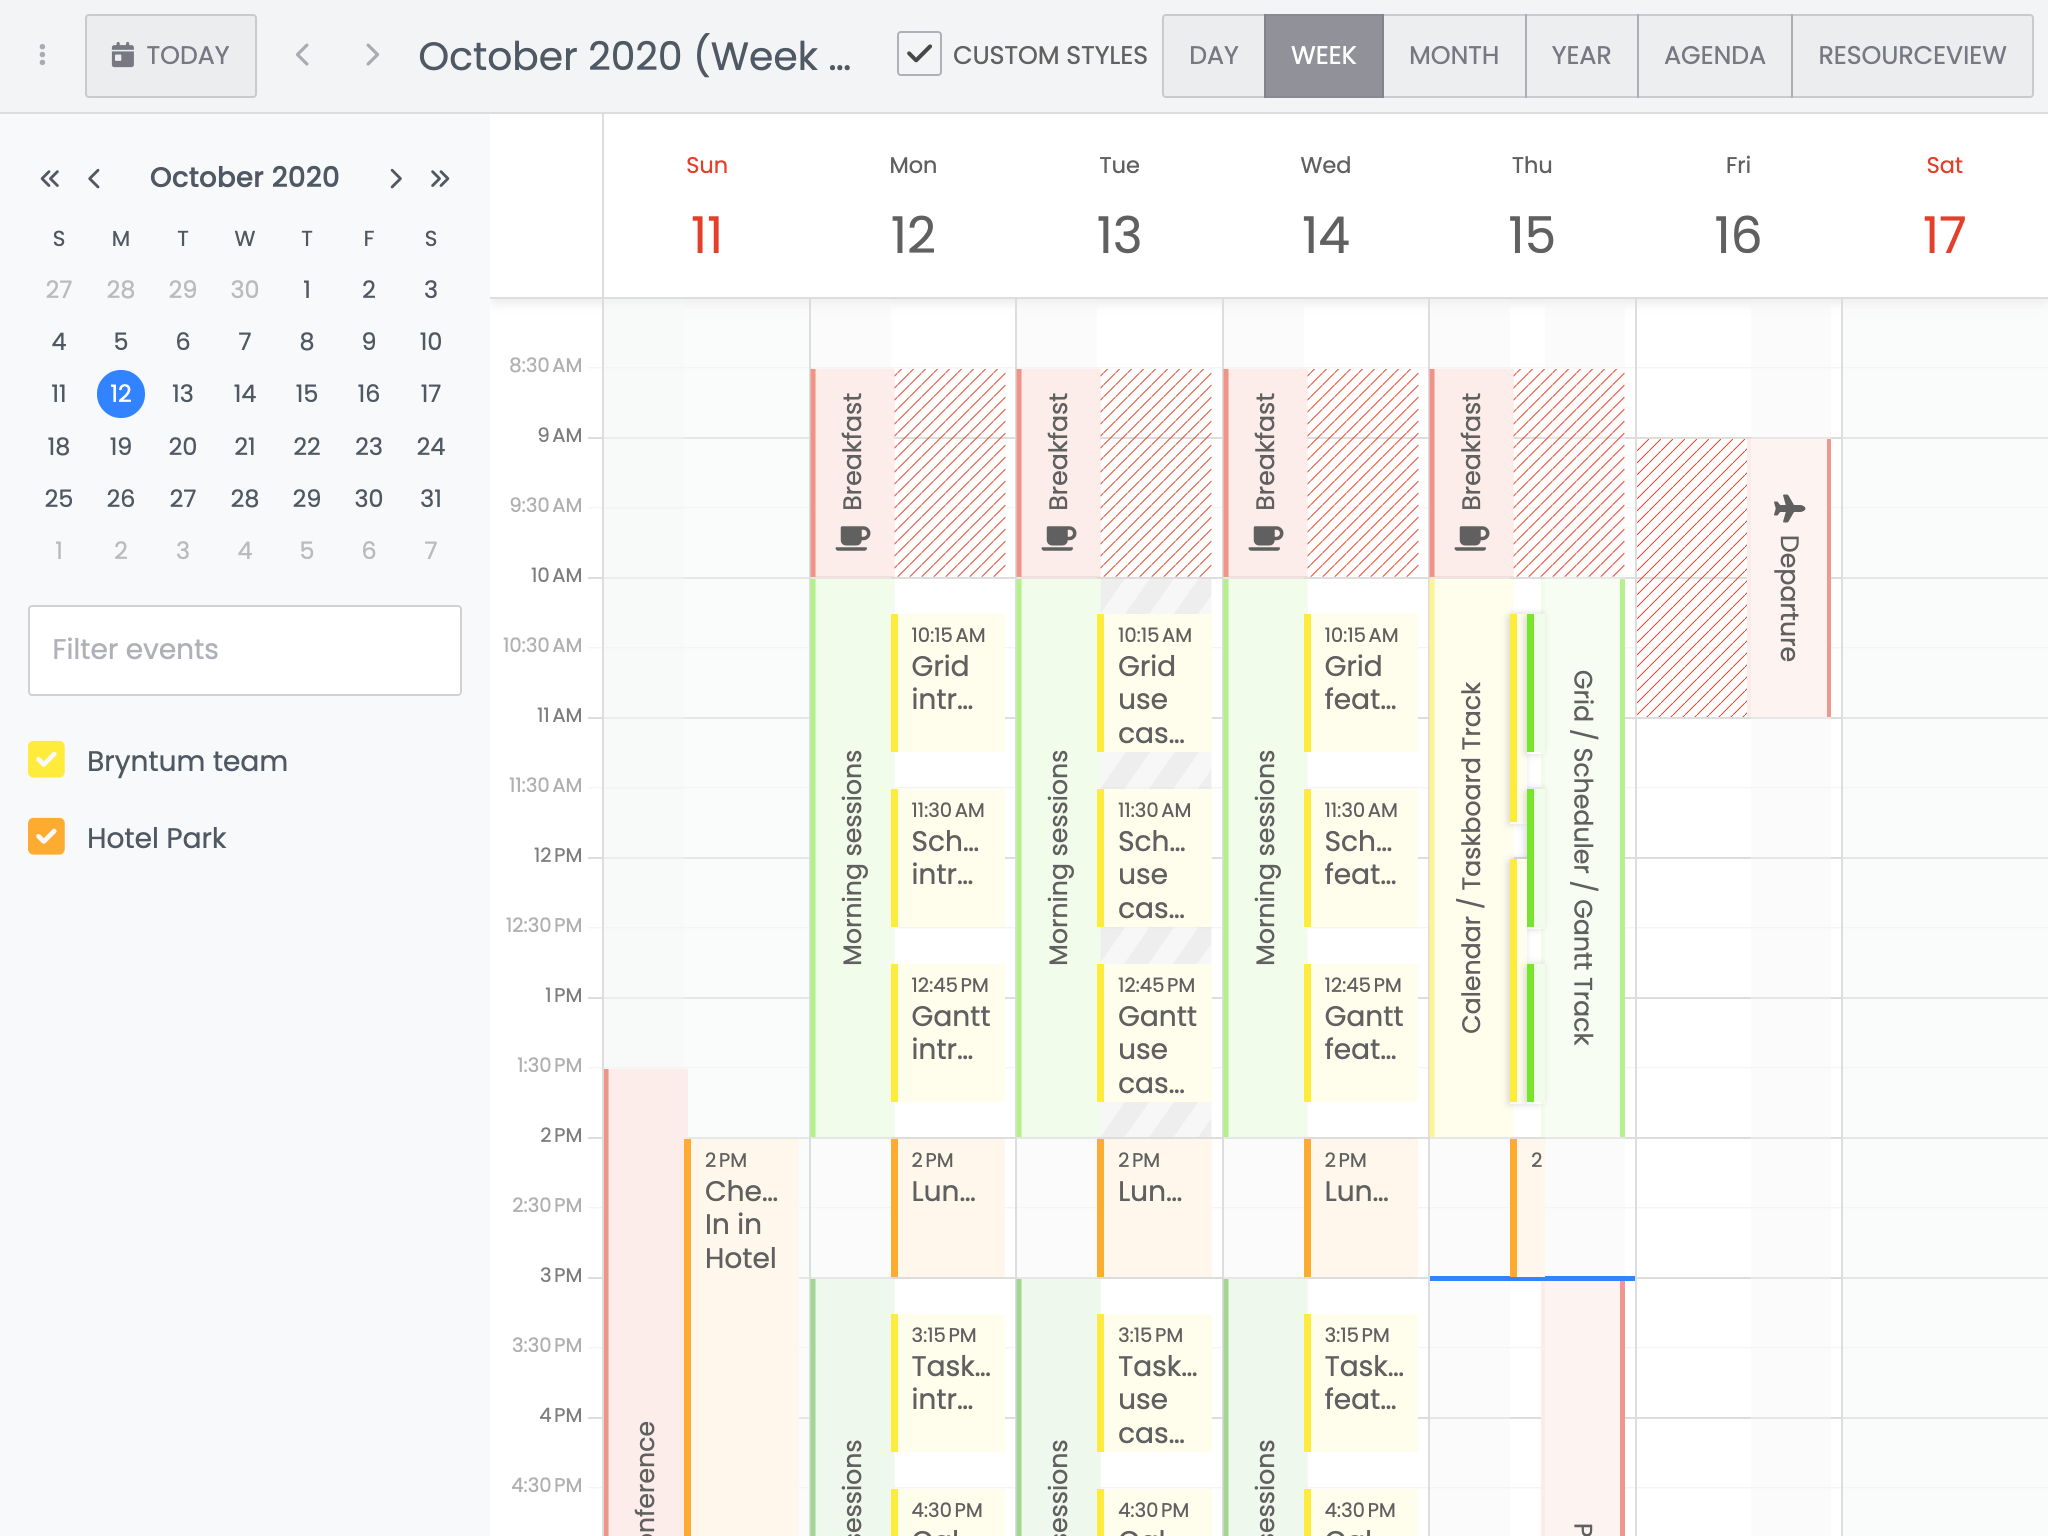 TODAY
October 2020 (Week ...
CUSTOM STYLES
DAY
WEEK
MONTH
YEAR
AGENDA
RESOURCEVIEW
October 2020
S M T W T F S
27 28 29 30 1 2 3
4 5 6 7 8 9 10
11 12 13 14 15 16 17
18 19 20 21 22 23 24
25 26 27 28 29 30 31
1 2 3 4 5 6 7
Filter events
Bryntum team
Hotel Park
Sun Mon Tue Wed Thu Fri Sat
11 12 13 14 15 16 17
8:30 AM
9 AM
9:30 AM
10 AM
10:30 AM
11 AM
11:30 AM
12 PM
12:30 PM
1 PM
1:30 PM
2 PM
2:30 PM
3 PM
3:30 PM
4 PM
4:30 PM
nference
2 PM
Che...
In in
Hotel
Breakfast
Morning sessions
10:15 AM
Grid
intr...
11:30 AM
Sch...
intr...
12:45 PM
Gantt
intr...
2 PM
Lun...
essions
3:15 PM
Task...
intr...
4:30 PM
Breakfast
Morning sessions
10:15 AM
Grid
use
cas...
11:30 AM
Sch...
use
cas...
12:45 PM
Gantt
use
cas...
2 PM
Lun...
essions
3:15 PM
Task...
use
cas...
4:30 PM
Breakfast
Morning sessions
10:15 AM
Grid
feat...
11:30 AM
Sch...
feat...
12:45 PM
Gantt
feat...
2 PM
Lun...
essions
3:15 PM
Task...
feat...
4:30 PM
Breakfast
Calendar / Taskboard Track
Grid / Scheduler / Gantt Track
2
Departure